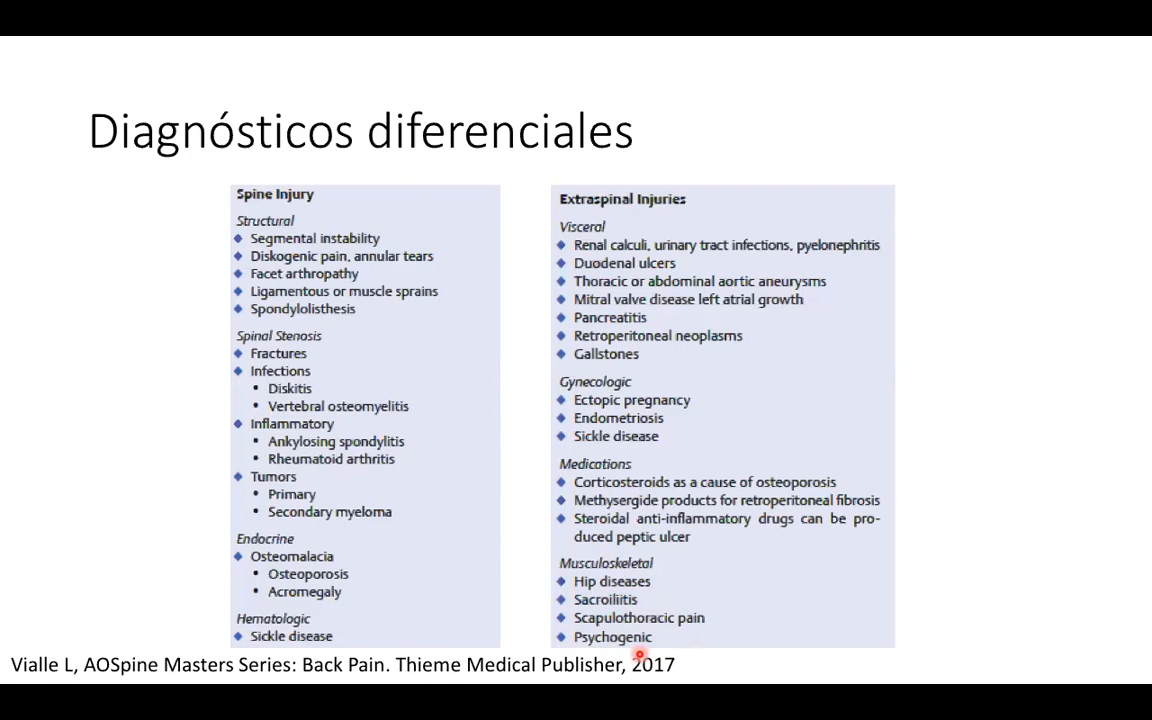 Diagnósticos diferenciales
Spine Injury
Structural
◆ Segmental instability
◆ Diskogenic pain, annular tears
◆ Facet arthropathy
◆ Ligamentous or muscle sprains
◆ Spondylolisthesis
Spinal Stenosis
◆ Fractures
◆ Infections
• Diskitis
• Vertebral osteomyelitis
◆ Inflammatory
• Ankylosing spondylitis
• Rheumatoid arthritis
◆ Tumors
• Primary
• Secondary myeloma
Endocrine
◆ Osteomalacia
• Osteoporosis
• Acromegaly
Hematologic
◆ Sickle disease
Extraspinal Injuries
Visceral
◆ Renal calculi, urinary tract infections, pyelonephritis
◆ Duodenal ulcers
◆ Thoracic or abdominal aortic aneurysms
◆ Mitral valve disease left atrial growth
◆ Pancreatitis
◆ Retroperitoneal neoplasms
◆ Gallstones
Gynecologic
◆ Ectopic pregnancy
◆ Endometriosis
◆ Sickle disease
Medications
◆ Corticosteroids as a cause of osteoporosis
◆ Methysergide products for retroperitoneal fibrosis
◆ Steroidal anti-inflammatory drugs can be pro-
duced peptic ulcer
Musculoskeletal
◆ Hip diseases
◆ Sacroiliitis
◆ Scapulothoracic pain
◆ Psychogenic
Vialle L, AOSpine Masters Series: Back Pain. Thieme Medical Publisher, 2017